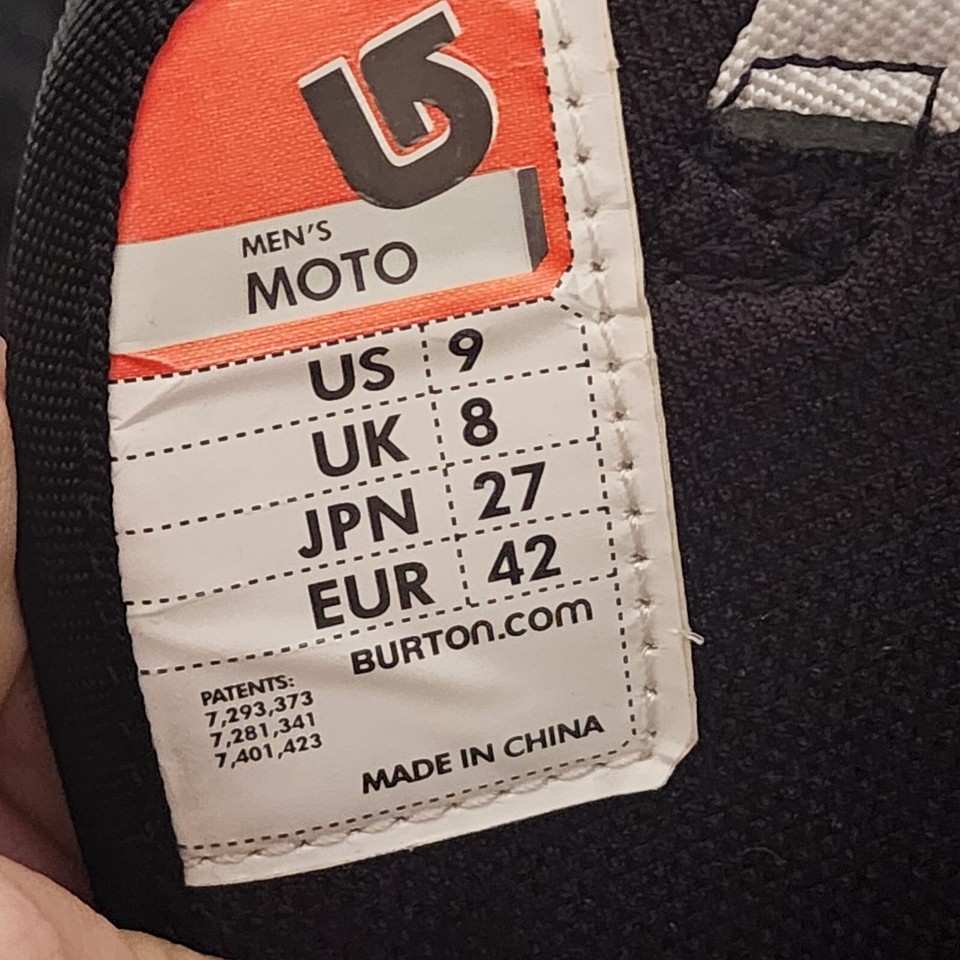 MEN'S
MOTO
US 9
UK 8
JPN 27
EUR 42
BURTON.com
PATENTS:
7,293,373
7,281,341
7,401,423
MADE IN CHINA